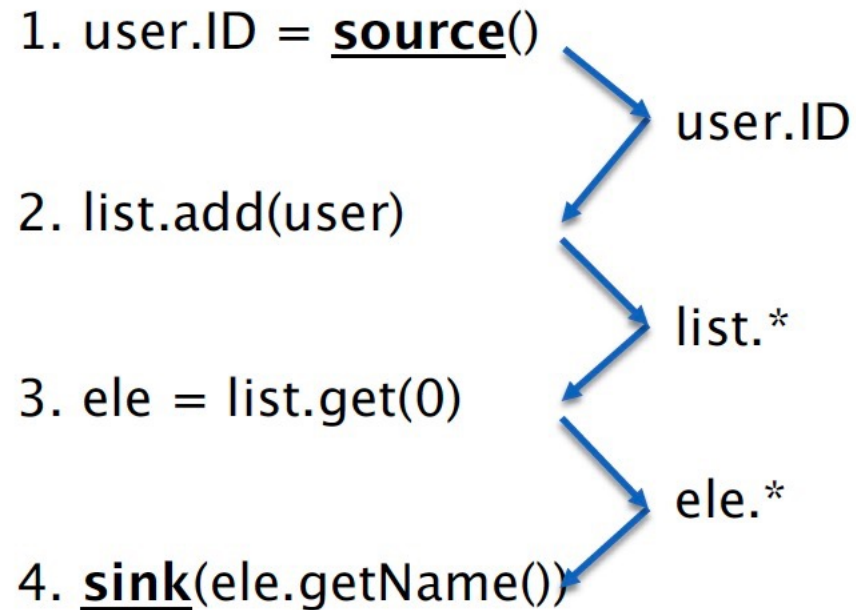 1. user.ID = source()
user.ID
2. list.add(user)
list.*
3. ele = list.get(0)
ele.*
4. sink(ele.getName())